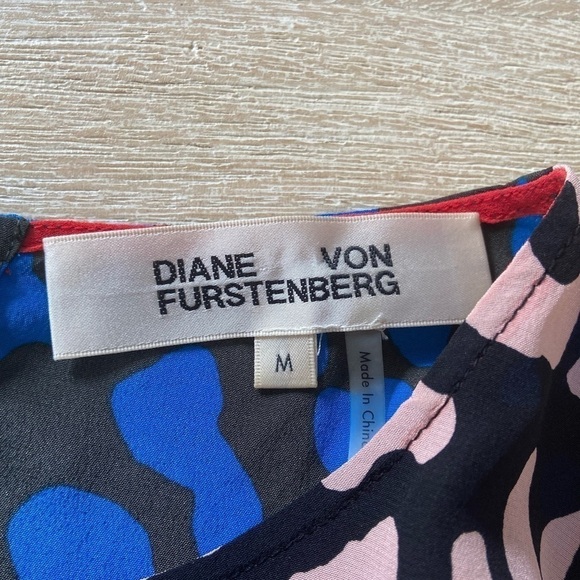 DIANE VON
FURSTENBERG
M
Made In China